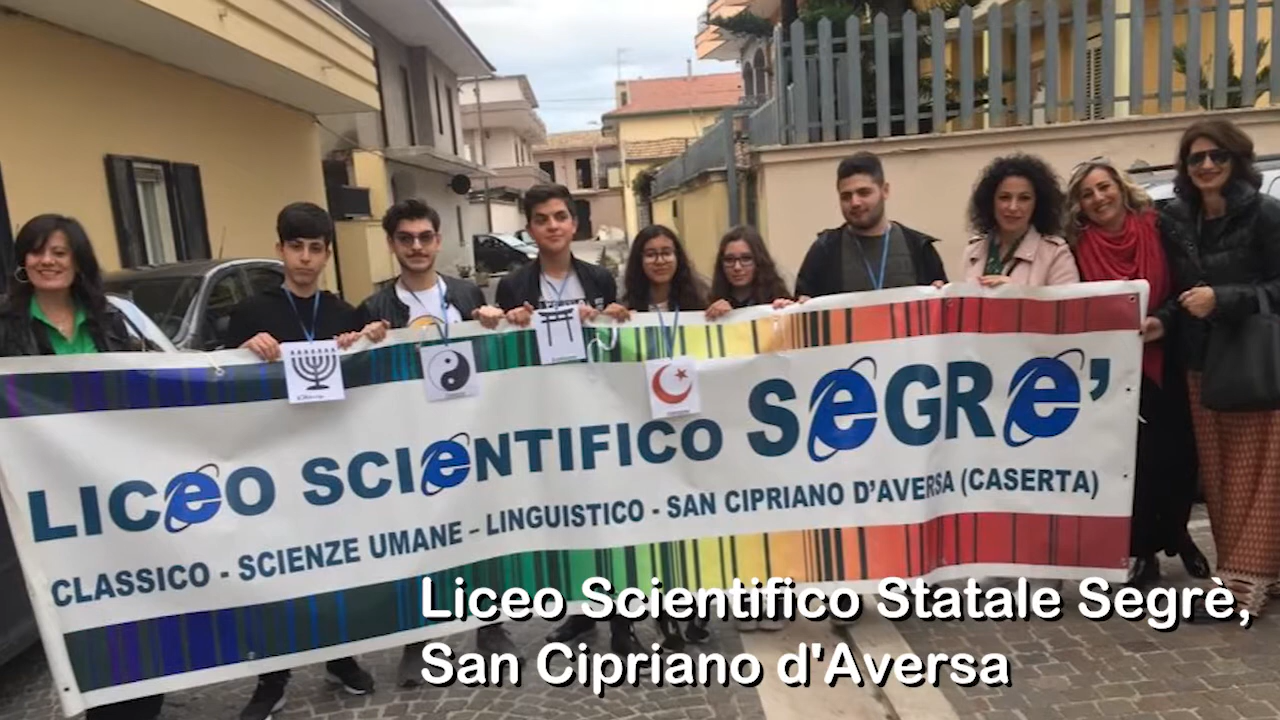 LICeO SCIeNTIFICO SeGRe'
CLASSICO - SCIENZE UMANE – LINGUISTICO - SAN CIPRIANO D'AVERSA (CASERTA)
Liceo Scientifico Statale Segrè,
San Cipriano d'Aversa